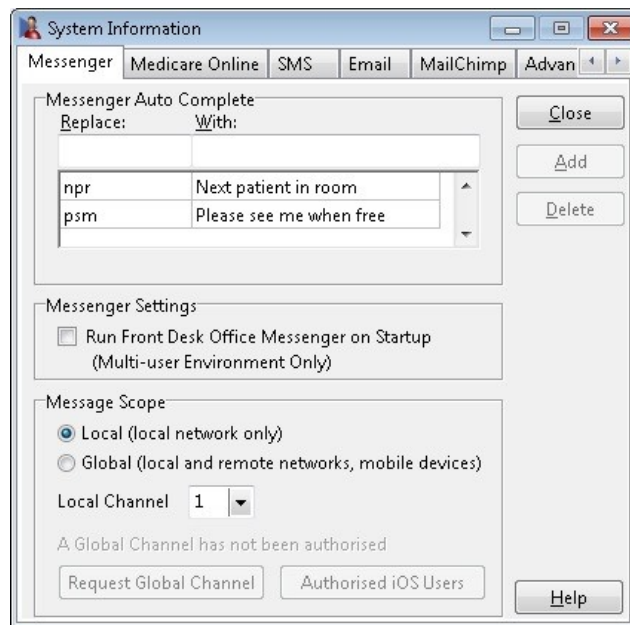 System Information
Messenger Medicare Online SMS Email MailChimp Advan
Messenger Auto Complete
Replace: With:
npr Next patient in room
psm Please see me when free
Close
Add
Delete
Messenger Settings
Run Front Desk Office Messenger on Startup
(Multi-user Environment Only)
Message Scope
Local (local network only)
Global (local and remote networks, mobile devices)
Local Channel 1
A Global Channel has not been authorised
Request Global Channel Authorised iOS Users
Help